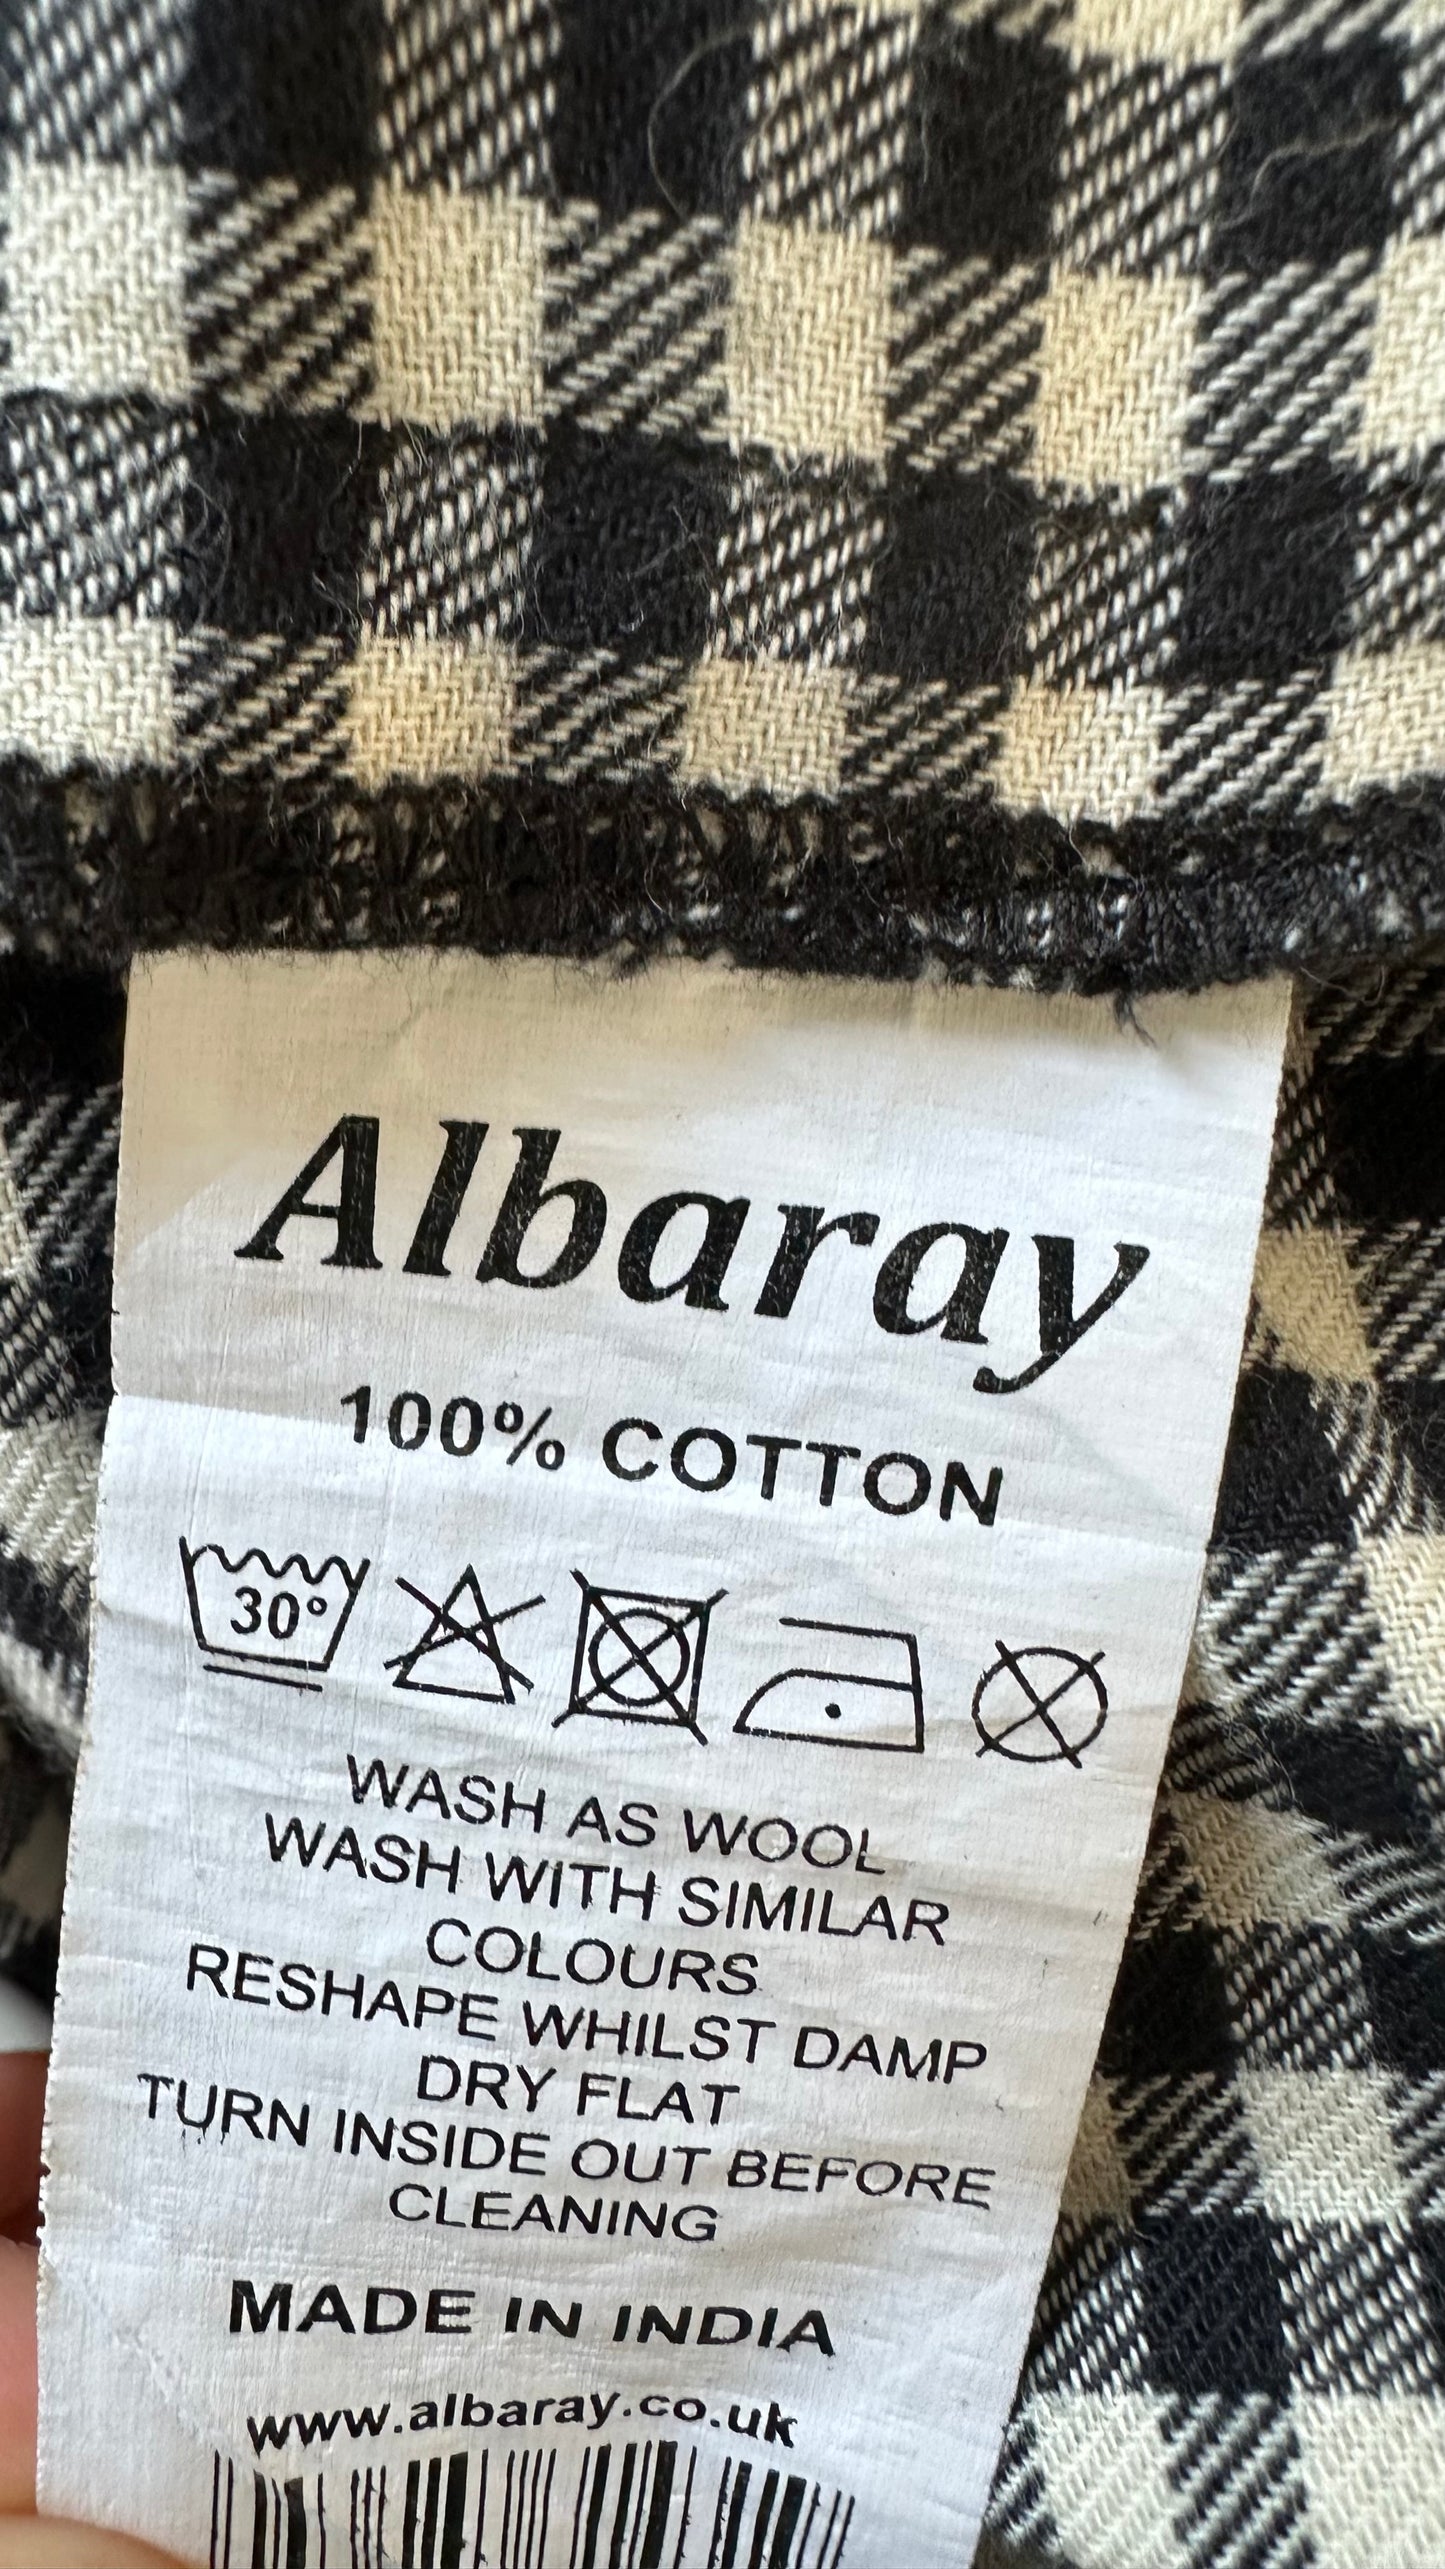 Albaray
100% COTTON
30°
WASH AS WOOL
WASH WITH SIMILAR
COLOURS
RESHAPE WHILST DAMP
DRY FLAT
TURN INSIDE OUT BEFORE
CLEANING
MADE IN INDIA
www.albaray.co.uk